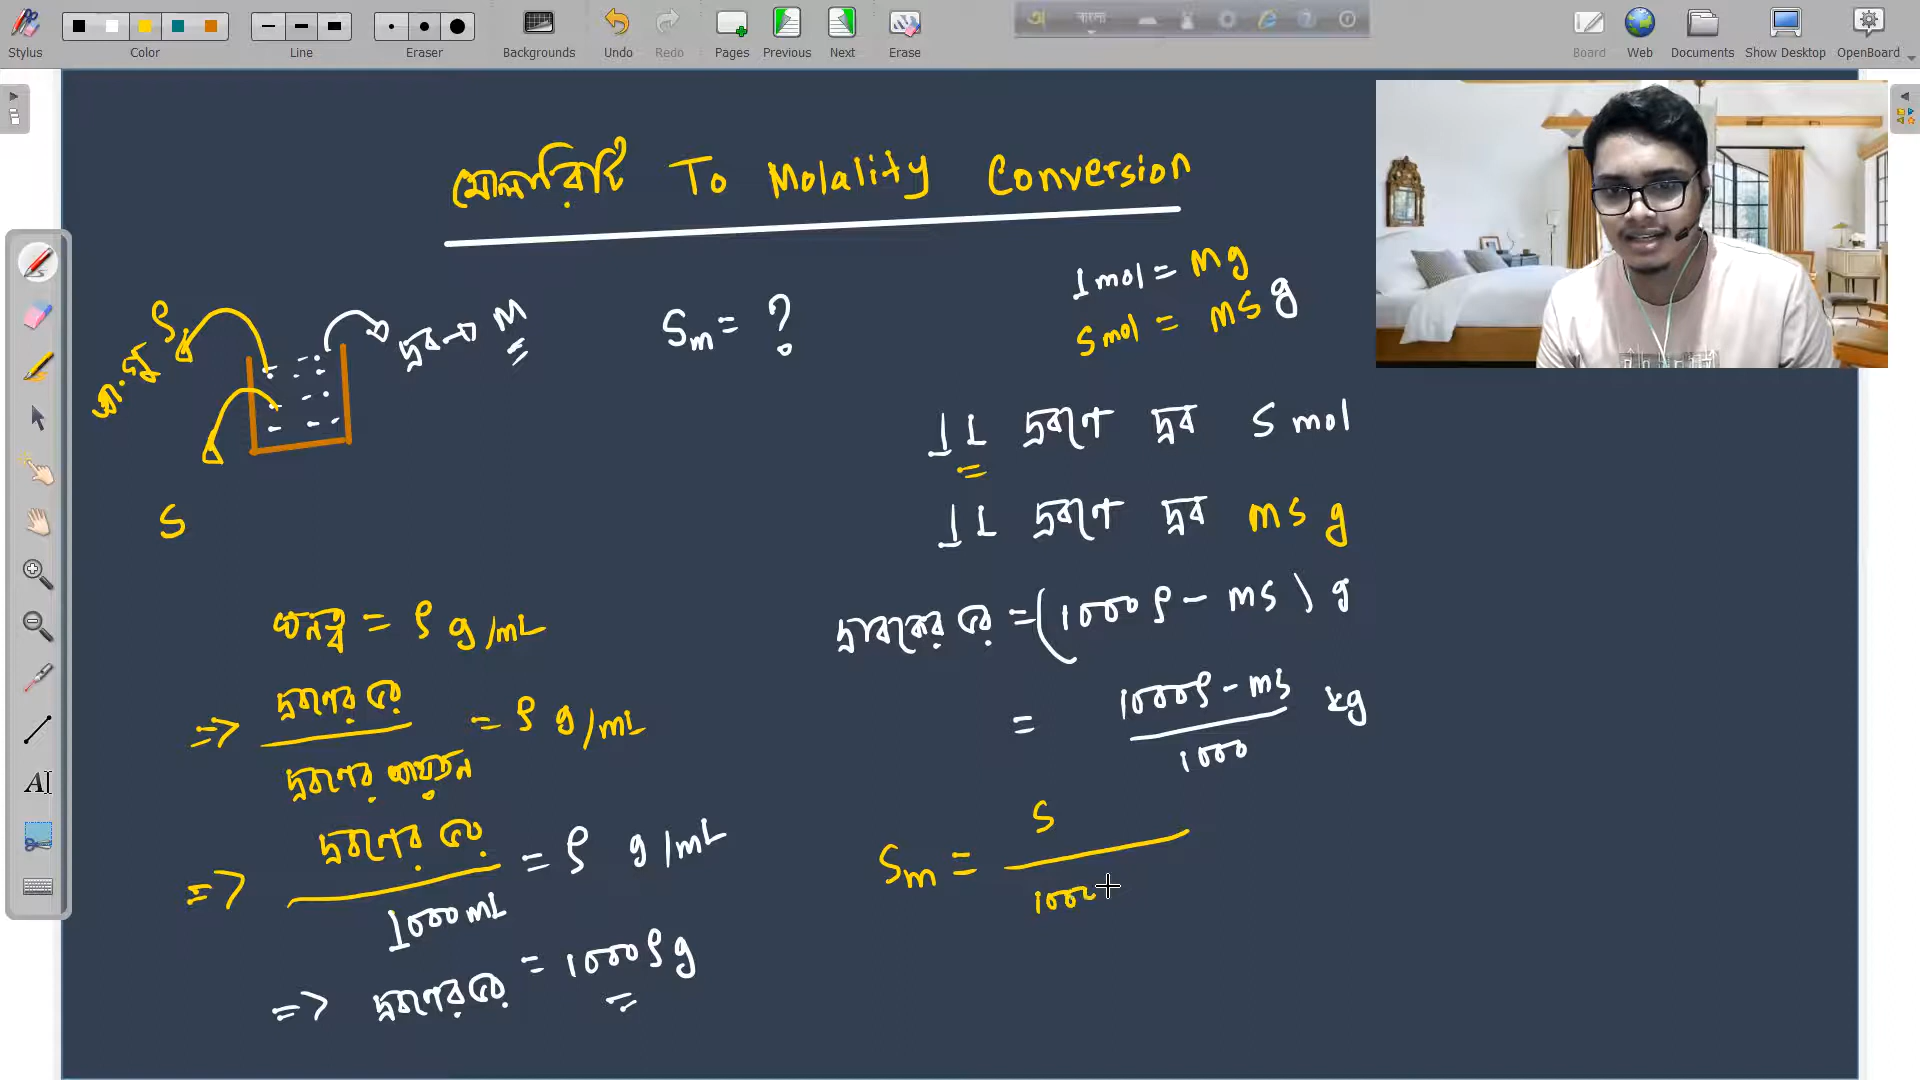 Stylus Color Line Eraser Backgrounds Undo Redo Pages Previous Next Erase বাংলা Board Web Documents Show Desktop OpenBoard
মোলারিটি To Molality Conversion
1 mol = Mg
S mol = MS g
ρ
দ্রব → M
Sm = ?
আ. গু
1 L দ্রবণে দ্রব S mol
S
1 L দ্রবণে দ্রব MS g
ঘনত্ব = ρ g/mL
দ্রাবকের ভর = (1000ρ - MS) g
=> দ্রবণের ভর / দ্রবণের আয়তন = ρ g/mL
= 1000ρ - MS / 1000 kg
=> দ্রবণের ভর / 1000 mL = ρ g/mL
Sm = S / 100
=> দ্রবণের ভর = 1000ρ g